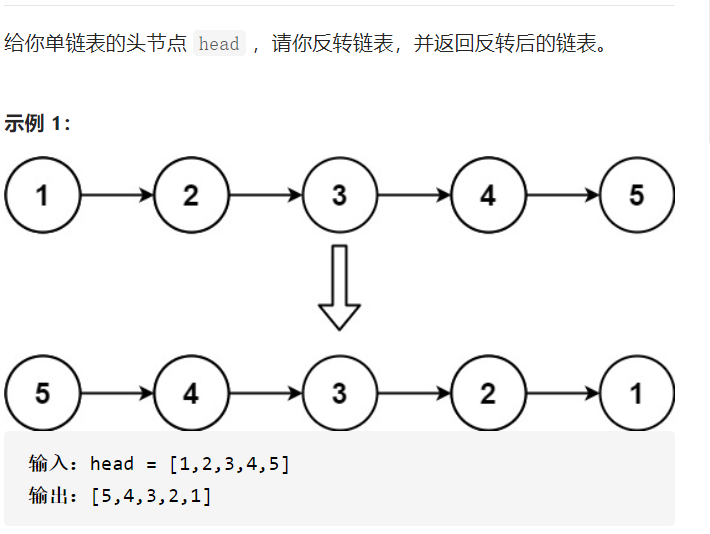 给你单链表的头节点 head ，请你反转链表，并返回反转后的链表。
示例 1：
1 2 3 4 5
5 4 3 2 1
输入：head = [1,2,3,4,5]
输出：[5,4,3,2,1]